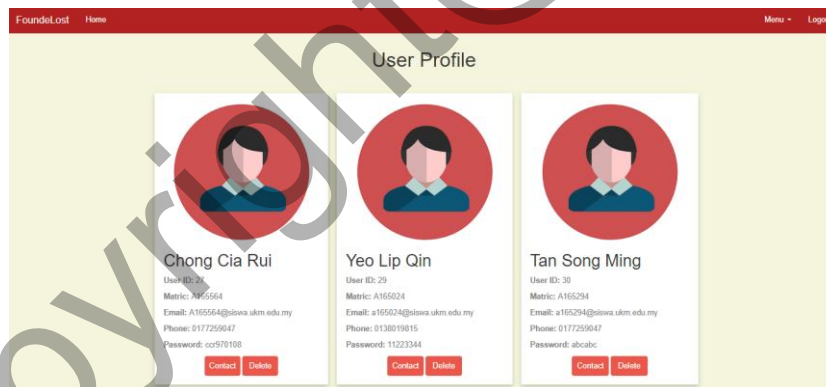 FoundeLost Home Menu Logo
User Profile
Chong Cia Rui
User ID: 27
Matric: A165564
Email: A165564@siswa.ukm.edu.my
Phone: 0177259047
Password: ccr970108
Contact Delete
Yeo Lip Qin
User ID: 29
Matric: A165024
Email: a165024@siswa.ukm.edu.my
Phone: 0138019815
Password: 11223344
Contact Delete
Tan Song Ming
User ID: 30
Matric: A165294
Email: a165294@siswa.ukm.edu.my
Phone: 0177259047
Password: abcabc
Contact Delete